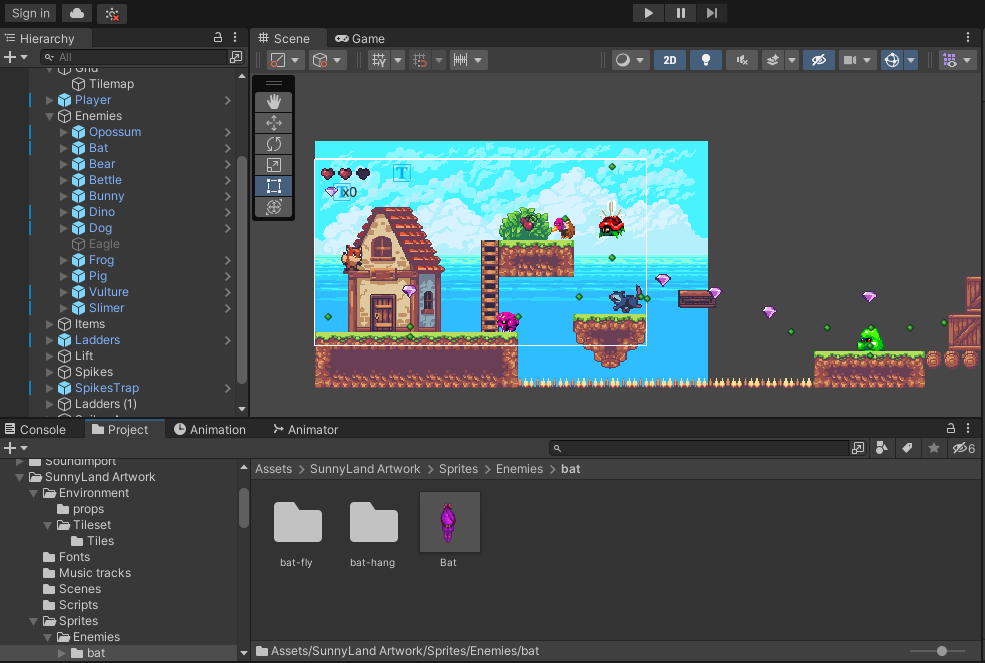 Sign in
Hierarchy
All
Grid
Tilemap
Player
Enemies
Opossum
Bat
Bear
Bettle
Bunny
Dino
Dog
Eagle
Frog
Pig
Vulture
Slimer
Items
Ladders
Lift
Spikes
SpikesTrap
Ladders (1)
Scene
Game
2D
T
x0
Console
Project
Animation
Animator
6
SoundImport
SunnyLand Artwork
Environment
props
Tileset
Tiles
Fonts
Music tracks
Scenes
Scripts
Sprites
Enemies
bat
Assets > SunnyLand Artwork > Sprites > Enemies > bat
bat-fly
bat-hang
Bat
Assets/SunnyLand Artwork/Sprites/Enemies/bat